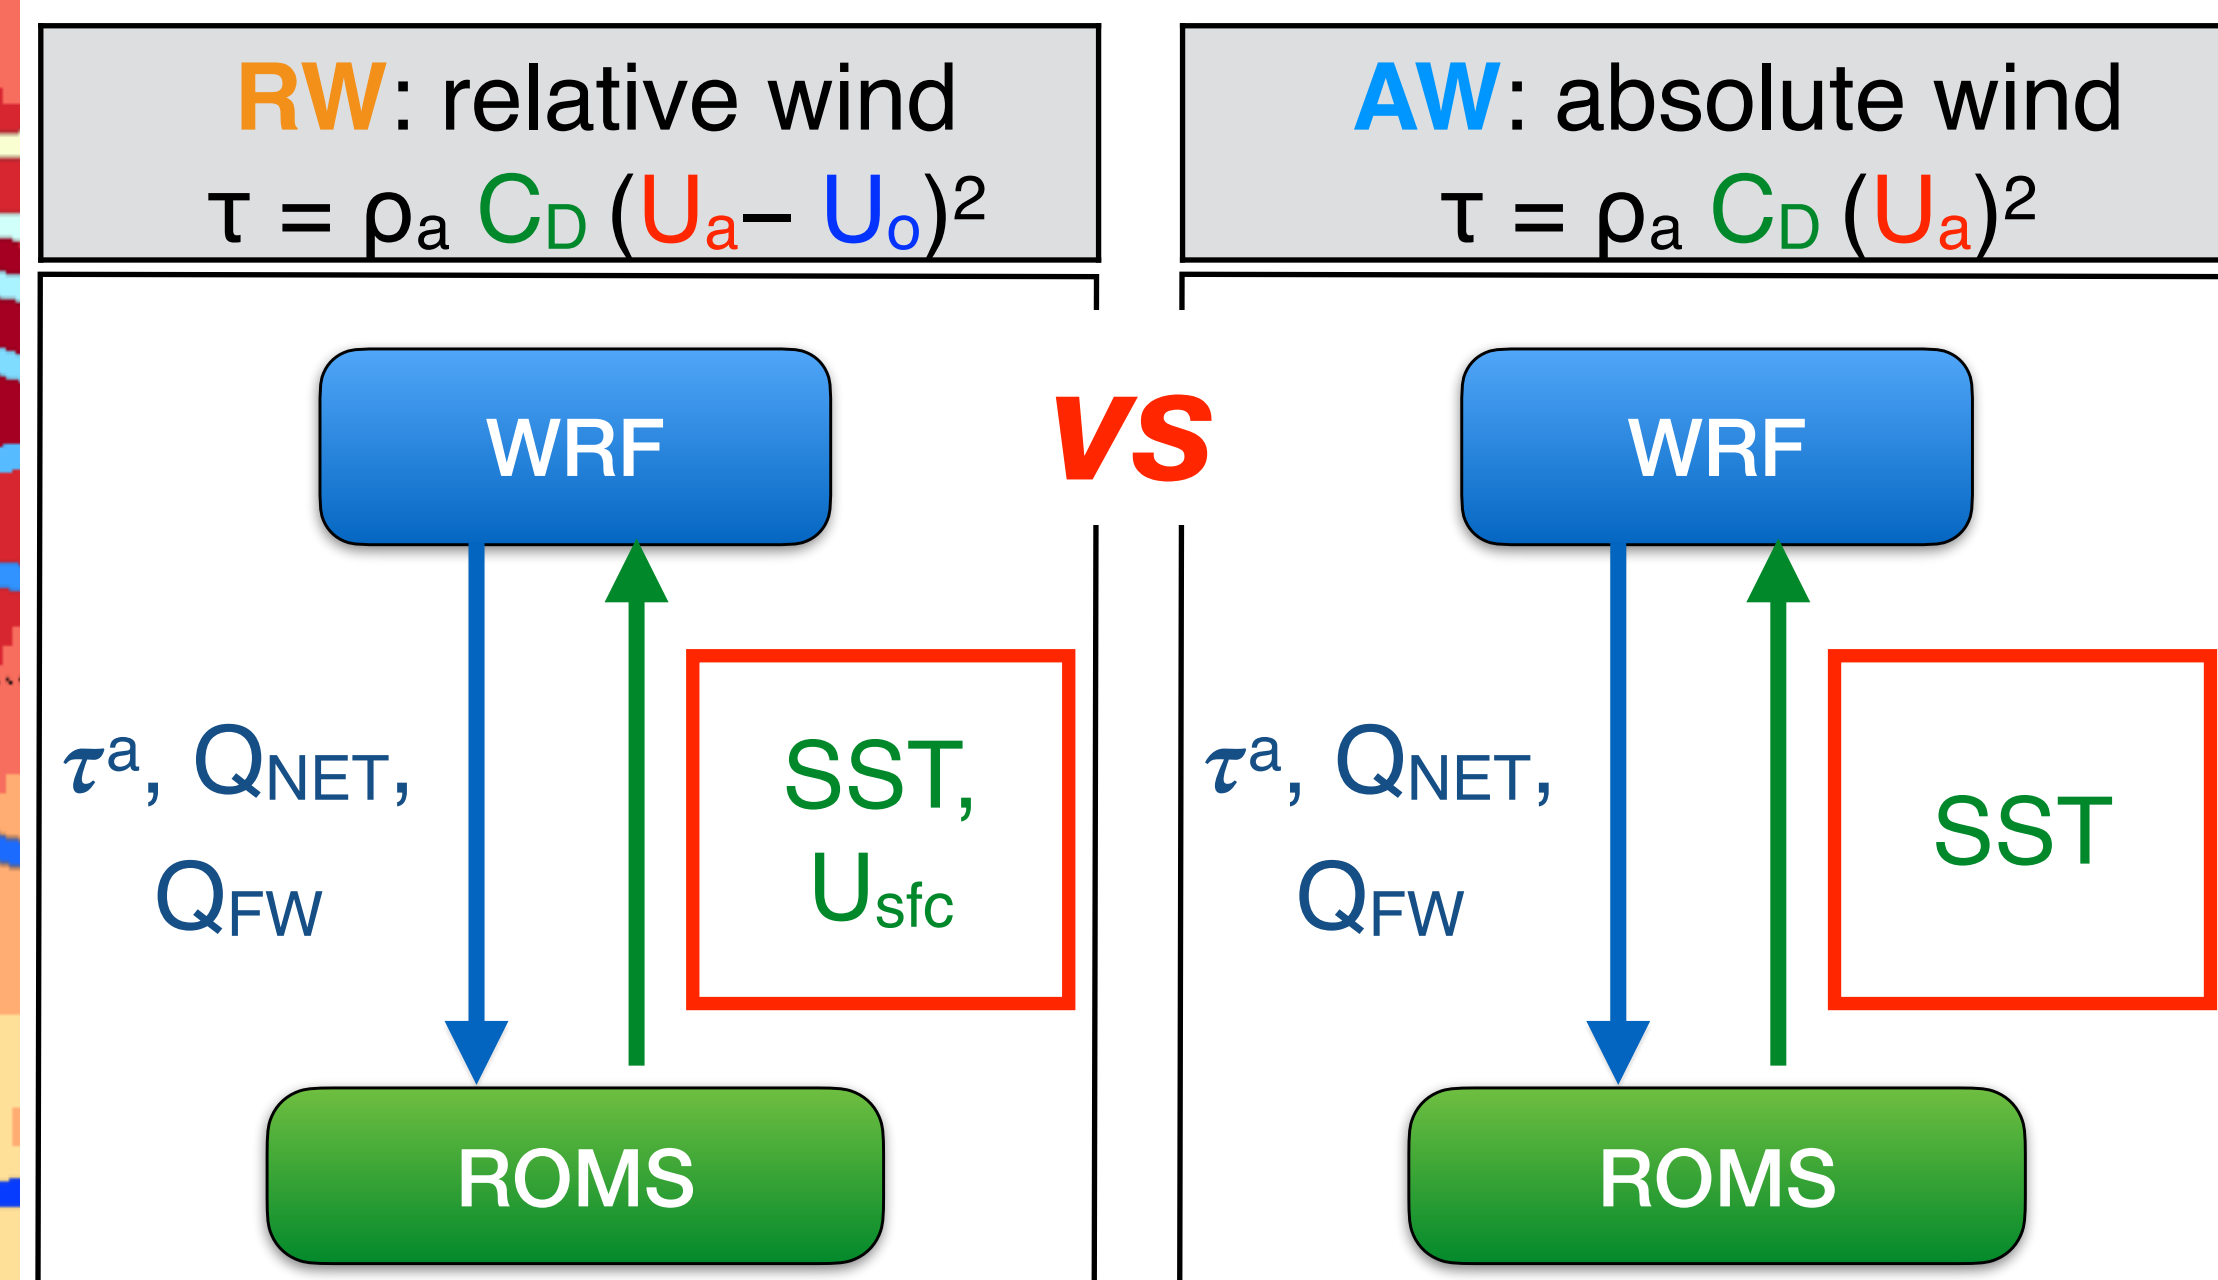 RW: relative wind
τ = ρa CD (Ua– Uo)²
WRF
τᵃ, QNET,
QFW
SST,
Usfc
ROMS
vs
AW: absolute wind
τ = ρa CD (Ua)²
WRF
τᵃ, QNET,
QFW
SST
ROMS